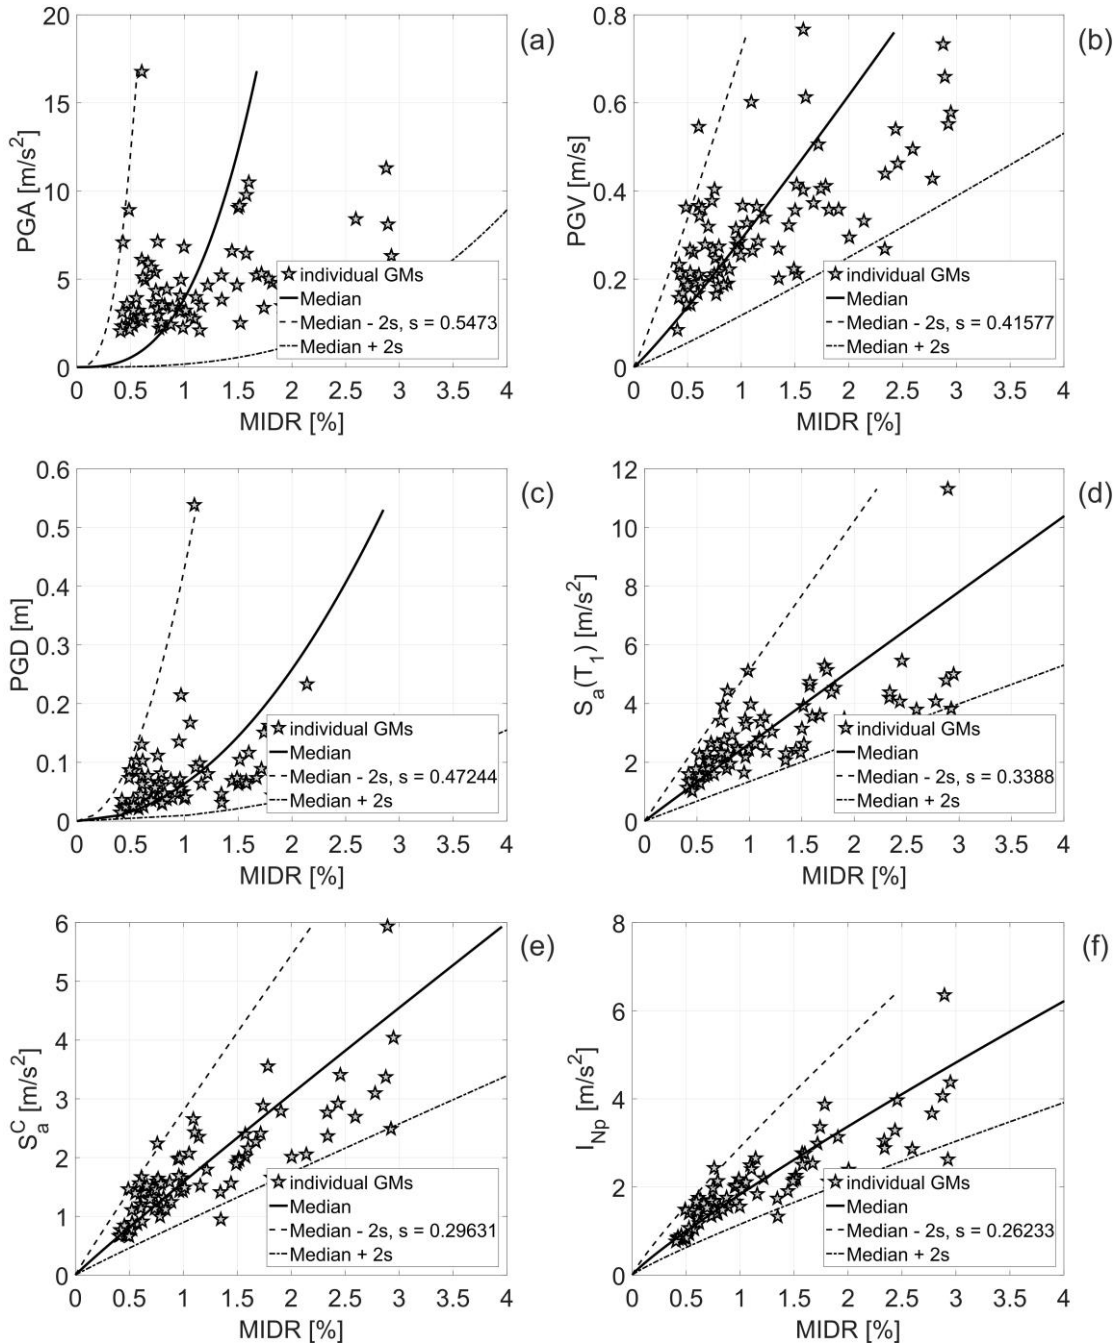 (a)
PGA [m/s²]
20
15
10
5
0
individual GMs
Median
Median - 2s, s = 0.5473
Median + 2s
0 0.5 1 1.5 2 2.5 3 3.5 4
MIDR [%]
(b)
PGV [m/s]
0.8
0.6
0.4
0.2
0
individual GMs
Median
Median - 2s, s = 0.41577
Median + 2s
0 0.5 1 1.5 2 2.5 3 3.5 4
MIDR [%]
(c)
PGD [m]
0.6
0.5
0.4
0.3
0.2
0.1
0
individual GMs
Median
Median - 2s, s = 0.47244
Median + 2s
0 0.5 1 1.5 2 2.5 3 3.5 4
MIDR [%]
(d)
S_a(T_1) [m/s²]
12
10
8
6
4
2
0
individual GMs
Median
Median - 2s, s = 0.3388
Median + 2s
0 0.5 1 1.5 2 2.5 3 3.5 4
MIDR [%]
(e)
S_a^C [m/s²]
6
5
4
3
2
1
0
individual GMs
Median
Median - 2s, s = 0.29631
Median + 2s
0 0.5 1 1.5 2 2.5 3 3.5 4
MIDR [%]
(f)
I_Np [m/s²]
8
6
4
2
0
individual GMs
Median
Median - 2s, s = 0.26233
Median + 2s
0 0.5 1 1.5 2 2.5 3 3.5 4
MIDR [%]